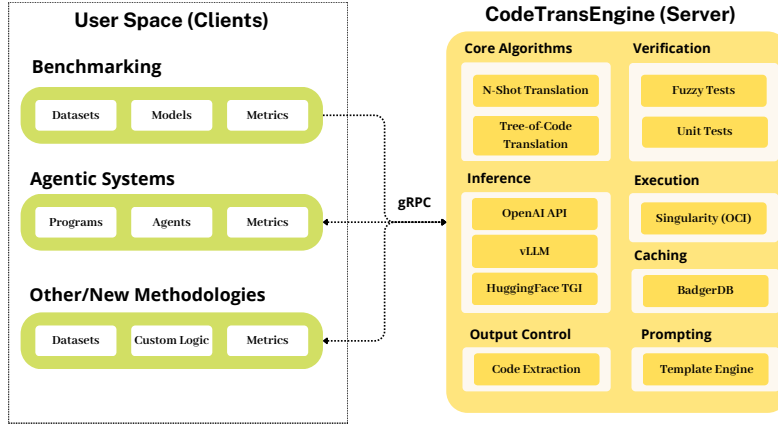 User Space (Clients)
Benchmarking
Datasets
Models
Metrics
Agentic Systems
Programs
Agents
Metrics
Other/New Methodologies
Datasets
Custom Logic
Metrics
gRPC
CodeTransEngine (Server)
Core Algorithms
N-Shot Translation
Tree-of-Code
Translation
Verification
Fuzzy Tests
Unit Tests
Inference
OpenAI API
vLLM
HuggingFace TGI
Execution
Singularity (OCI)
Caching
BadgerDB
Output Control
Code Extraction
Prompting
Template Engine